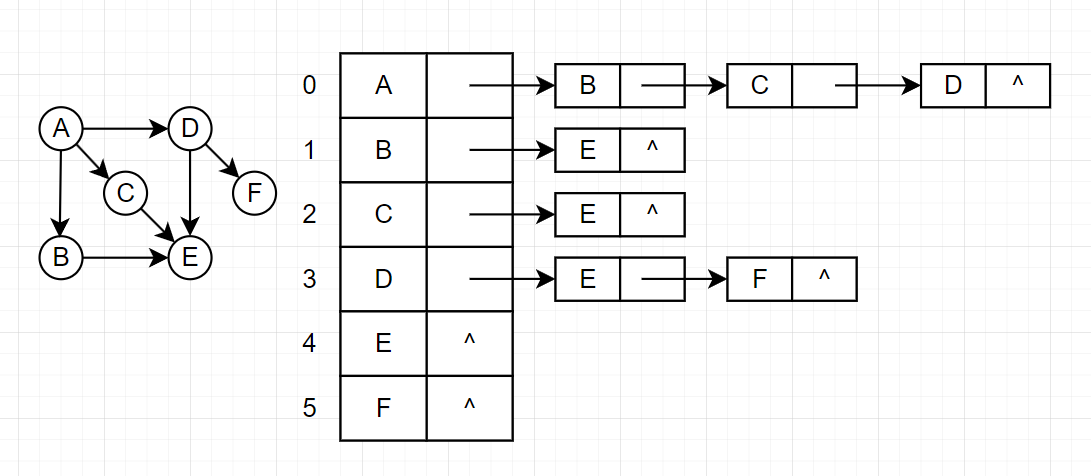 A D
C F
B E
0 A B C D ^
1 B E ^
2 C E ^
3 D E F ^
4 E ^
5 F ^